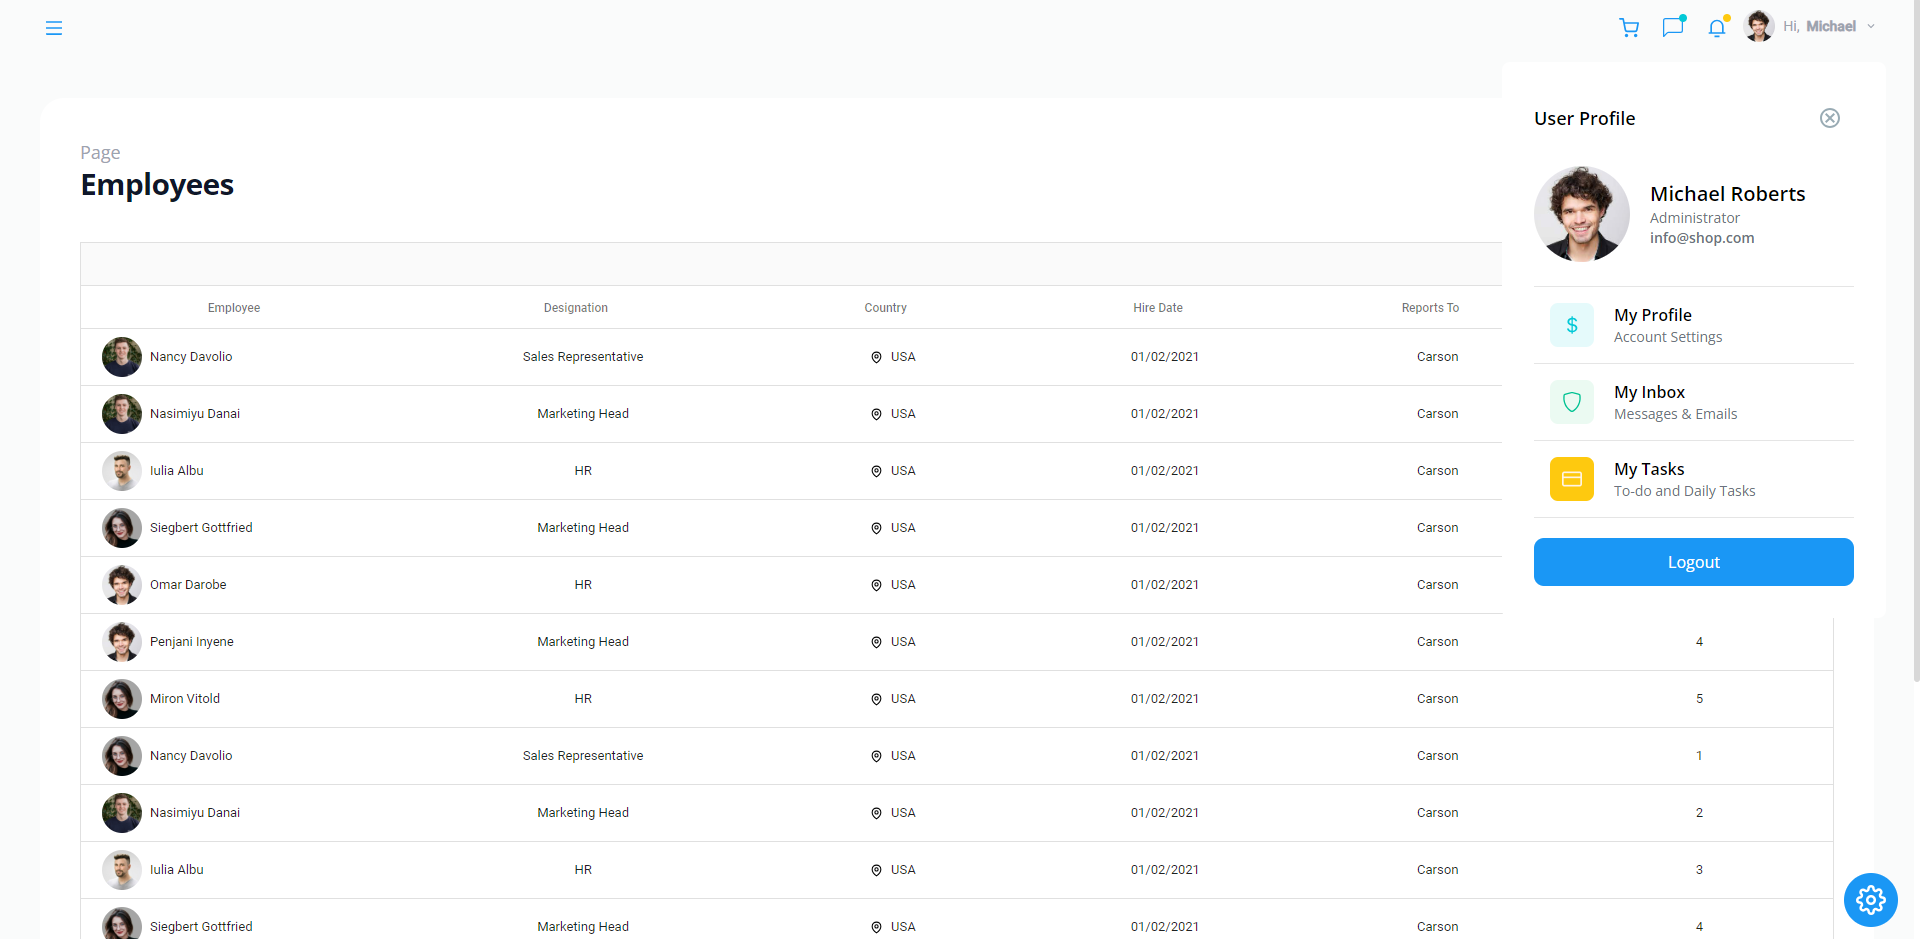 Hi, Michael
Page
Employees
User Profile
Michael Roberts
Administrator
info@shop.com
$
My Profile
Account Settings
My Inbox
Messages & Emails
My Tasks
To-do and Daily Tasks
Logout
Employee Designation Country Hire Date Reports To
Nancy Davolio Sales Representative USA 01/02/2021 Carson
Nasimiyu Danai Marketing Head USA 01/02/2021 Carson
Iulia Albu HR USA 01/02/2021 Carson
Siegbert Gottfried Marketing Head USA 01/02/2021 Carson
Omar Darobe HR USA 01/02/2021 Carson
Penjani Inyene Marketing Head USA 01/02/2021 Carson 4
Miron Vitold HR USA 01/02/2021 Carson 5
Nancy Davolio Sales Representative USA 01/02/2021 Carson 1
Nasimiyu Danai Marketing Head USA 01/02/2021 Carson 2
Iulia Albu HR USA 01/02/2021 Carson 3
Siegbert Gottfried Marketing Head USA 01/02/2021 Carson 4